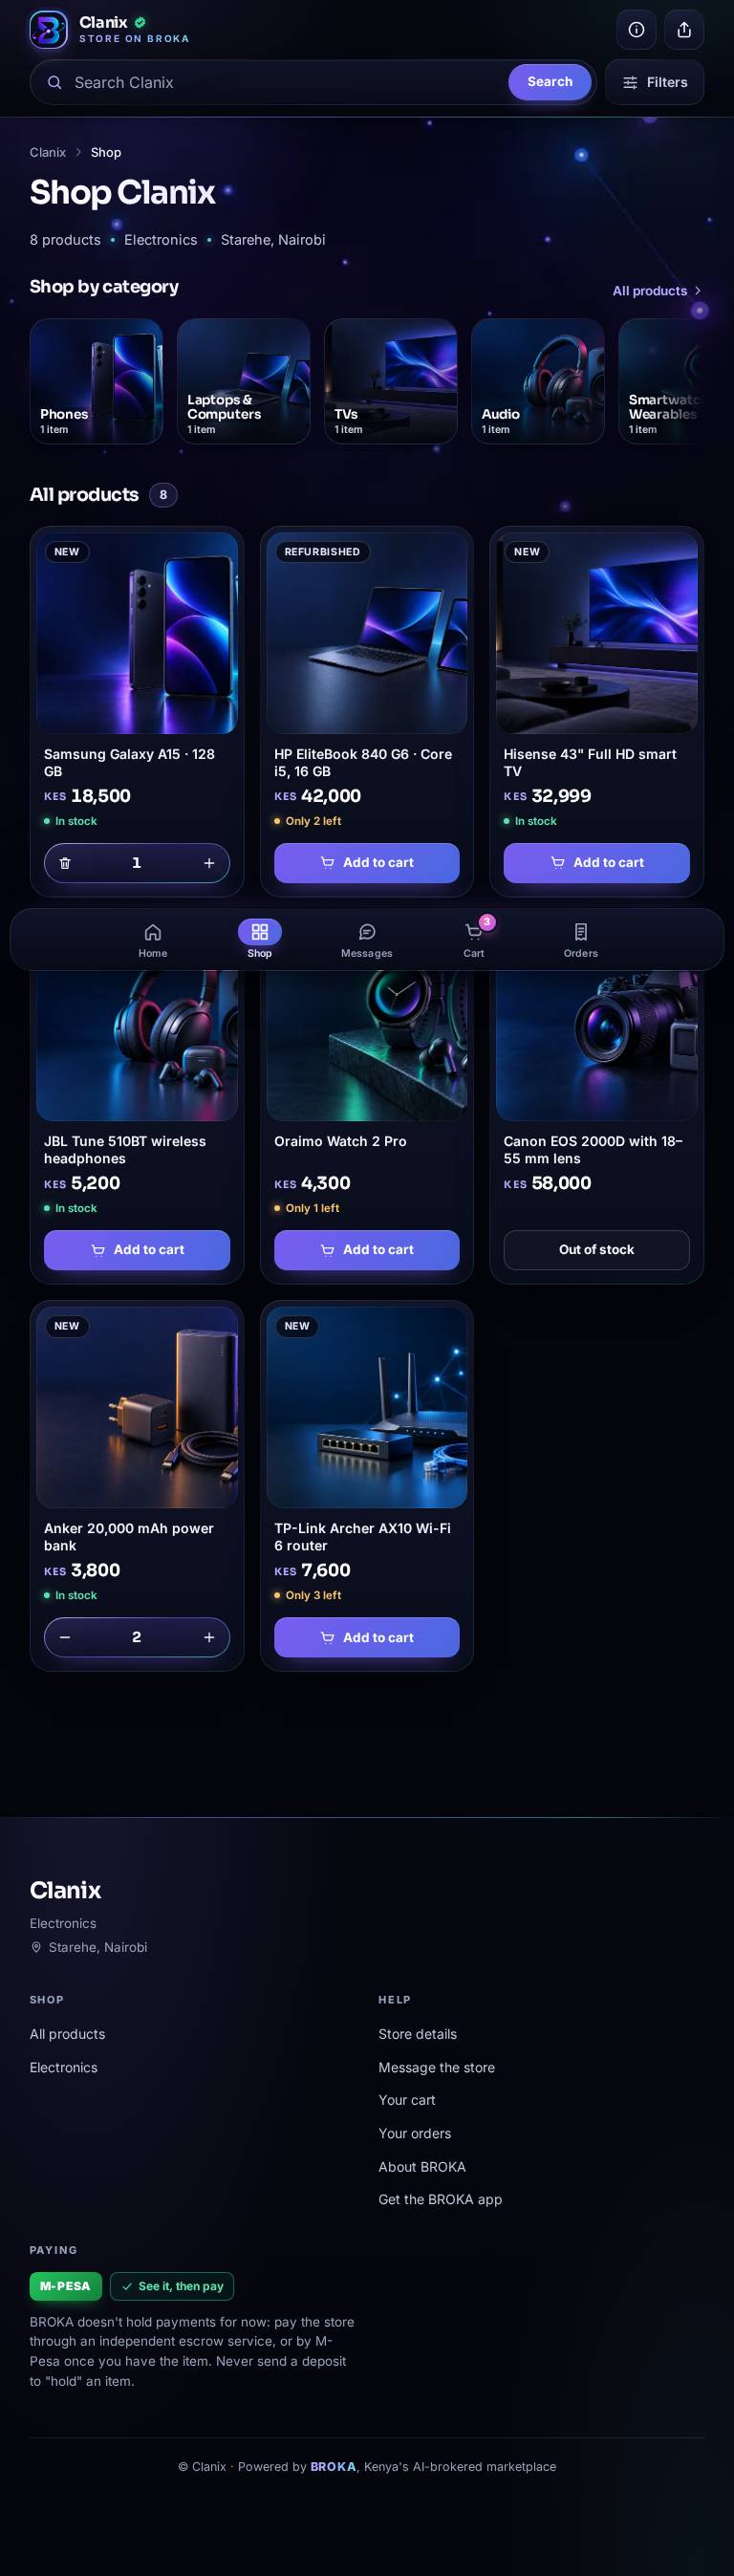 Clanix
STORE ON BROKA
Search Clanix
Search
Filters
Clanix > Shop
Shop Clanix
8 products • Electronics • Starehe, Nairobi
Shop by category
All products >
Phones
1 item
Laptops &
Computers
1 item
TVs
1 item
Audio
1 item
Wearables
1 item
All products 8
NEW
Samsung Galaxy A15 · 128
GB
KES 18,500
In stock
1
REFURBISHED
HP EliteBook 840 G6 · Core
i5, 16 GB
KES 42,000
Only 2 left
Add to cart
NEW
Hisense 43" Full HD smart
TV
KES 32,999
In stock
Add to cart
Home
Shop
Messages
3
Cart
Orders
JBL Tune 510BT wireless
headphones
KES 5,200
In stock
Add to cart
Oraimo Watch 2 Pro
KES 4,300
Only 1 left
Add to cart
Canon EOS 2000D with 18–
55 mm lens
KES 58,000
Out of stock
NEW
Anker 20,000 mAh power
bank
KES 3,800
In stock
2
NEW
TP-Link Archer AX10 Wi-Fi
6 router
KES 7,600
Only 3 left
Add to cart
Clanix
Electronics
Starehe, Nairobi
SHOP
All products
Electronics
HELP
Store details
Message the store
Your cart
Your orders
About BROKA
Get the BROKA app
PAYING
M-PESA
See it, then pay
BROKA doesn't hold payments for now: pay the store
through an independent escrow service, or by M-
Pesa once you have the item. Never send a deposit
to "hold" an item.
© Clanix · Powered by BROKA, Kenya's AI-brokered marketplace